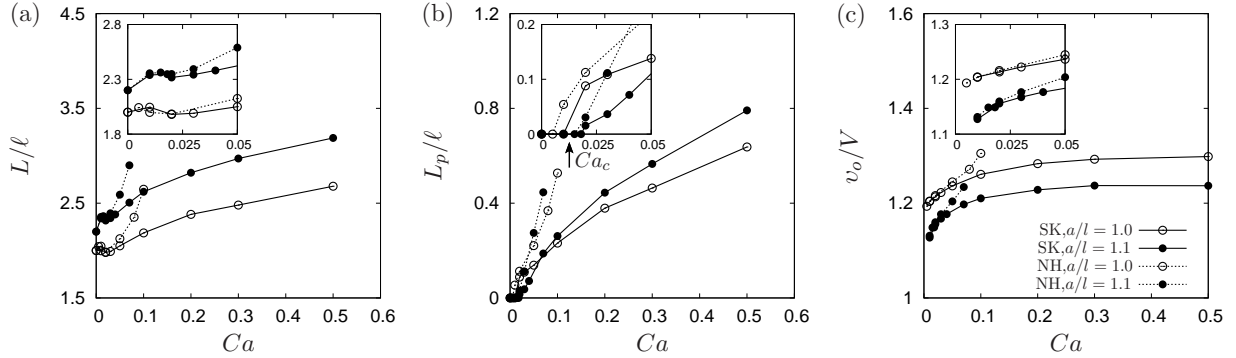 (a)
4.5
3.5
2.5
1.5
L/ℓ
0.0 0.1 0.2 0.3 0.4 0.5 0.6
Ca
2.8
2.3
1.8
0 0.025 0.05
(b)
1.2
0.8
0.4
0
L_p/ℓ
0 0.1 0.2 0.3 0.4 0.5 0.6
Ca
0.2
0.1
0
0 0.025 0.05
Ca_c
(c)
1.6
1.4
1.2
1
v_o/V
0 0.1 0.2 0.3 0.4 0.5
Ca
1.3
1.2
1.1
0 0.025 0.05
SK,a/l = 1.0
SK,a/l = 1.1
NH,a/l = 1.0
NH,a/l = 1.1